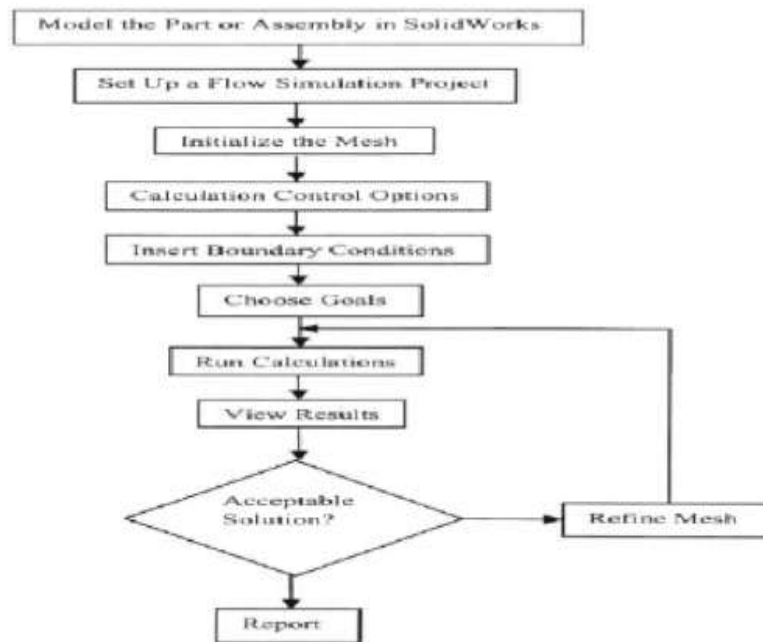 Model the Part or Assembly in SolidWorks
Set Up a Flow Simulation Project
Initialize the Mesh
Calculation Control Options
Insert Boundary Conditions
Choose Goals
Run Calculations
View Results
Acceptable
Solution?
Refine Mesh
Report